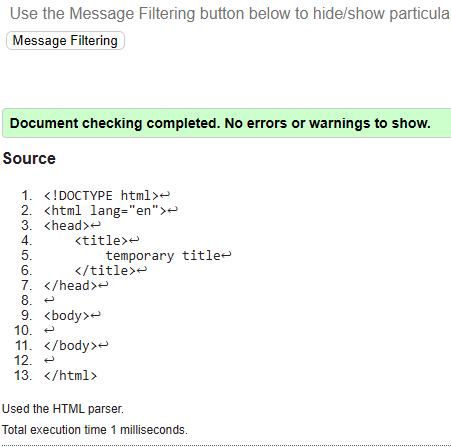 Use the Message Filtering button below to hide/show particula
Message Filtering
Document checking completed. No errors or warnings to show.
Source
1. <!DOCTYPE html>↩
2. <html lang="en">↩
3. <head>↩
4.     <title>↩
5.         temporary title↩
6.     </title>↩
7. </head>↩
8. ↩
9. <body>↩
10. ↩
11. </body>↩
12. ↩
13. </html>
Used the HTML parser.
Total execution time 1 milliseconds.